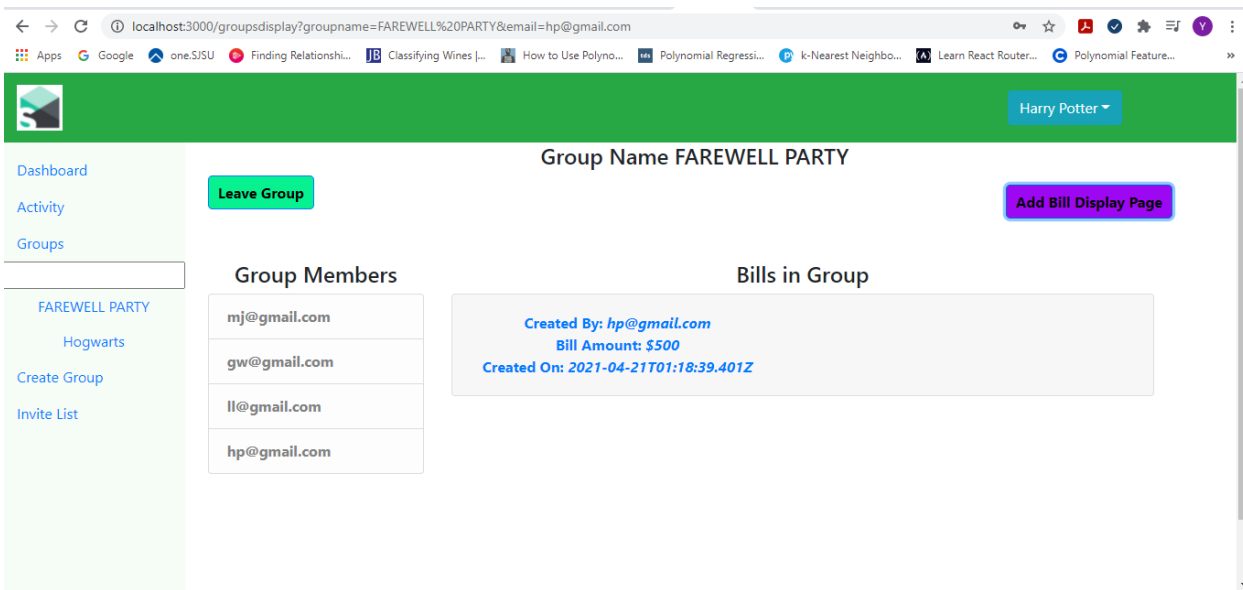 localhost:3000/groupsdisplay?groupname=FAREWELL%20PARTY&email=hp@gmail.com
Y
Apps Google one.SJSU Finding Relationshi... Classifying Wines |... How to Use Polyno... Polynomial Regressi... k-Nearest Neighbo... Learn React Router... Polynomial Feature... »
Harry Potter
Group Name FAREWELL PARTY
Leave Group
Add Bill Display Page
Dashboard
Activity
Groups
FAREWELL PARTY
Hogwarts
Create Group
Invite List
Group Members
mj@gmail.com
gw@gmail.com
ll@gmail.com
hp@gmail.com
Bills in Group
Created By: hp@gmail.com
Bill Amount: $500
Created On: 2021-04-21T01:18:39.401Z